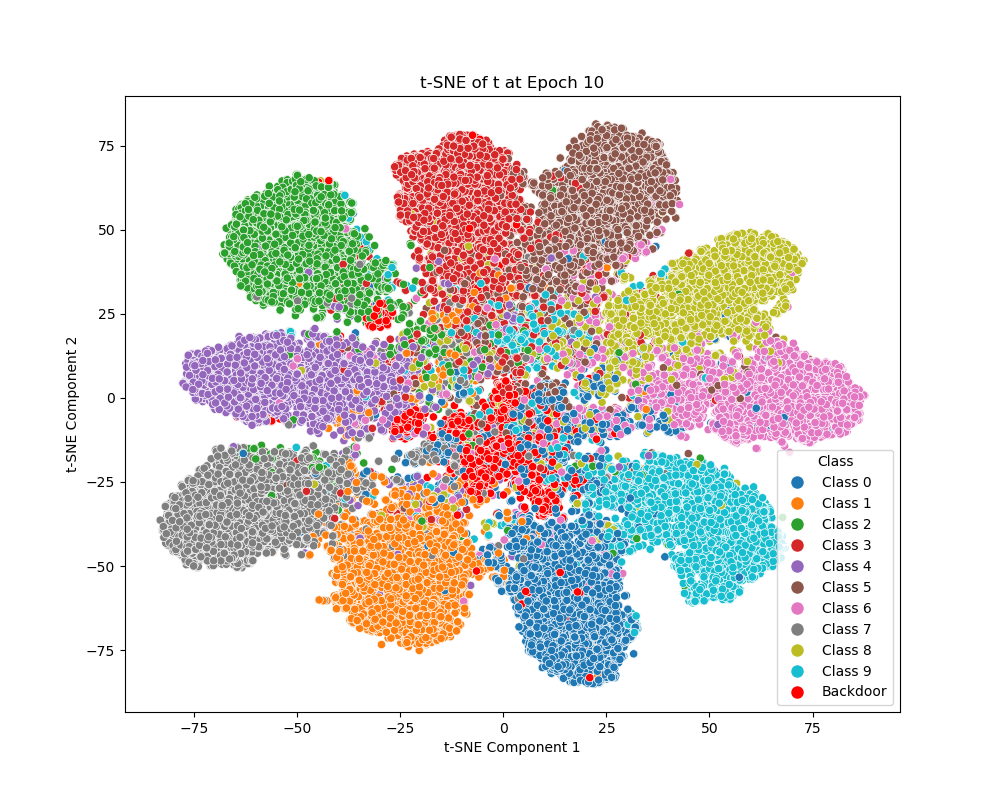 t-SNE of t at Epoch 10
t-SNE Component 2
75
50
25
0
−25
−50
−75
−75
−50
−25
0
25
50
75
t-SNE Component 1
Class
Class 0
Class 1
Class 2
Class 3
Class 4
Class 5
Class 6
Class 7
Class 8
Class 9
Backdoor